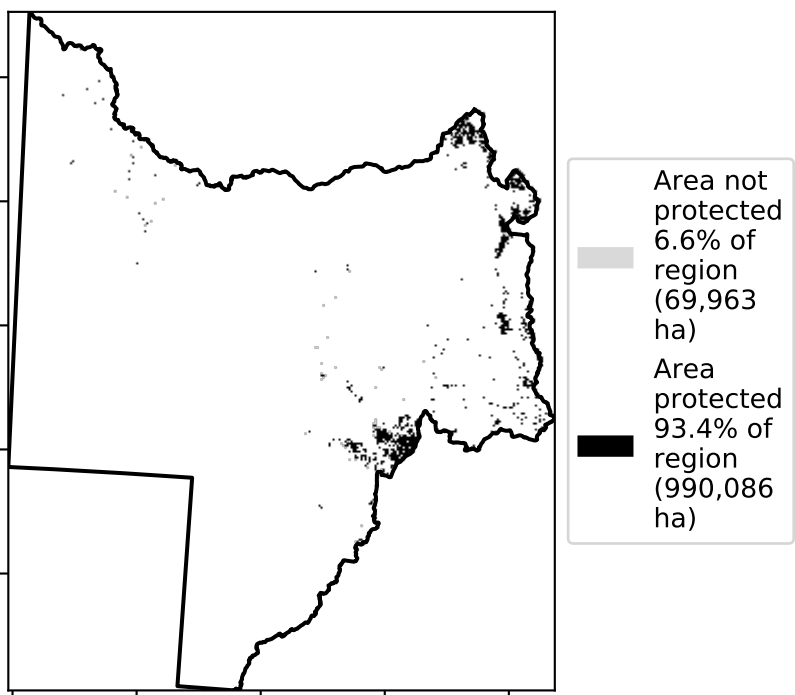 Area not
protected
6.6% of
region
(69,963
ha)
Area
protected
93.4% of
region
(990,086
ha)